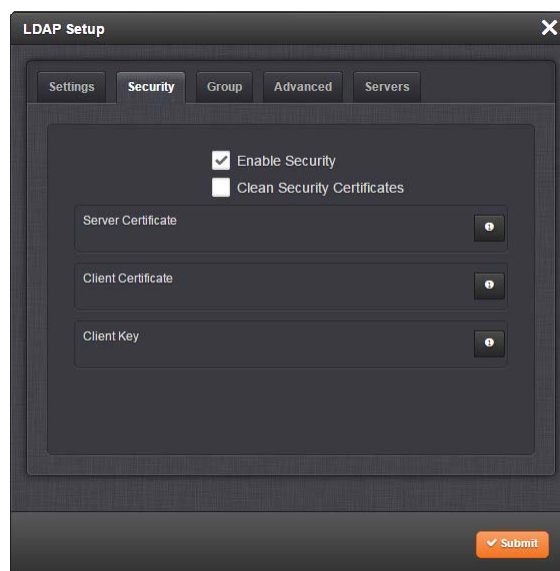 LDAP Setup
Settings Security Group Advanced Servers
Enable Security
Clean Security Certificates
Server Certificate
Client Certificate
Client Key
Submit